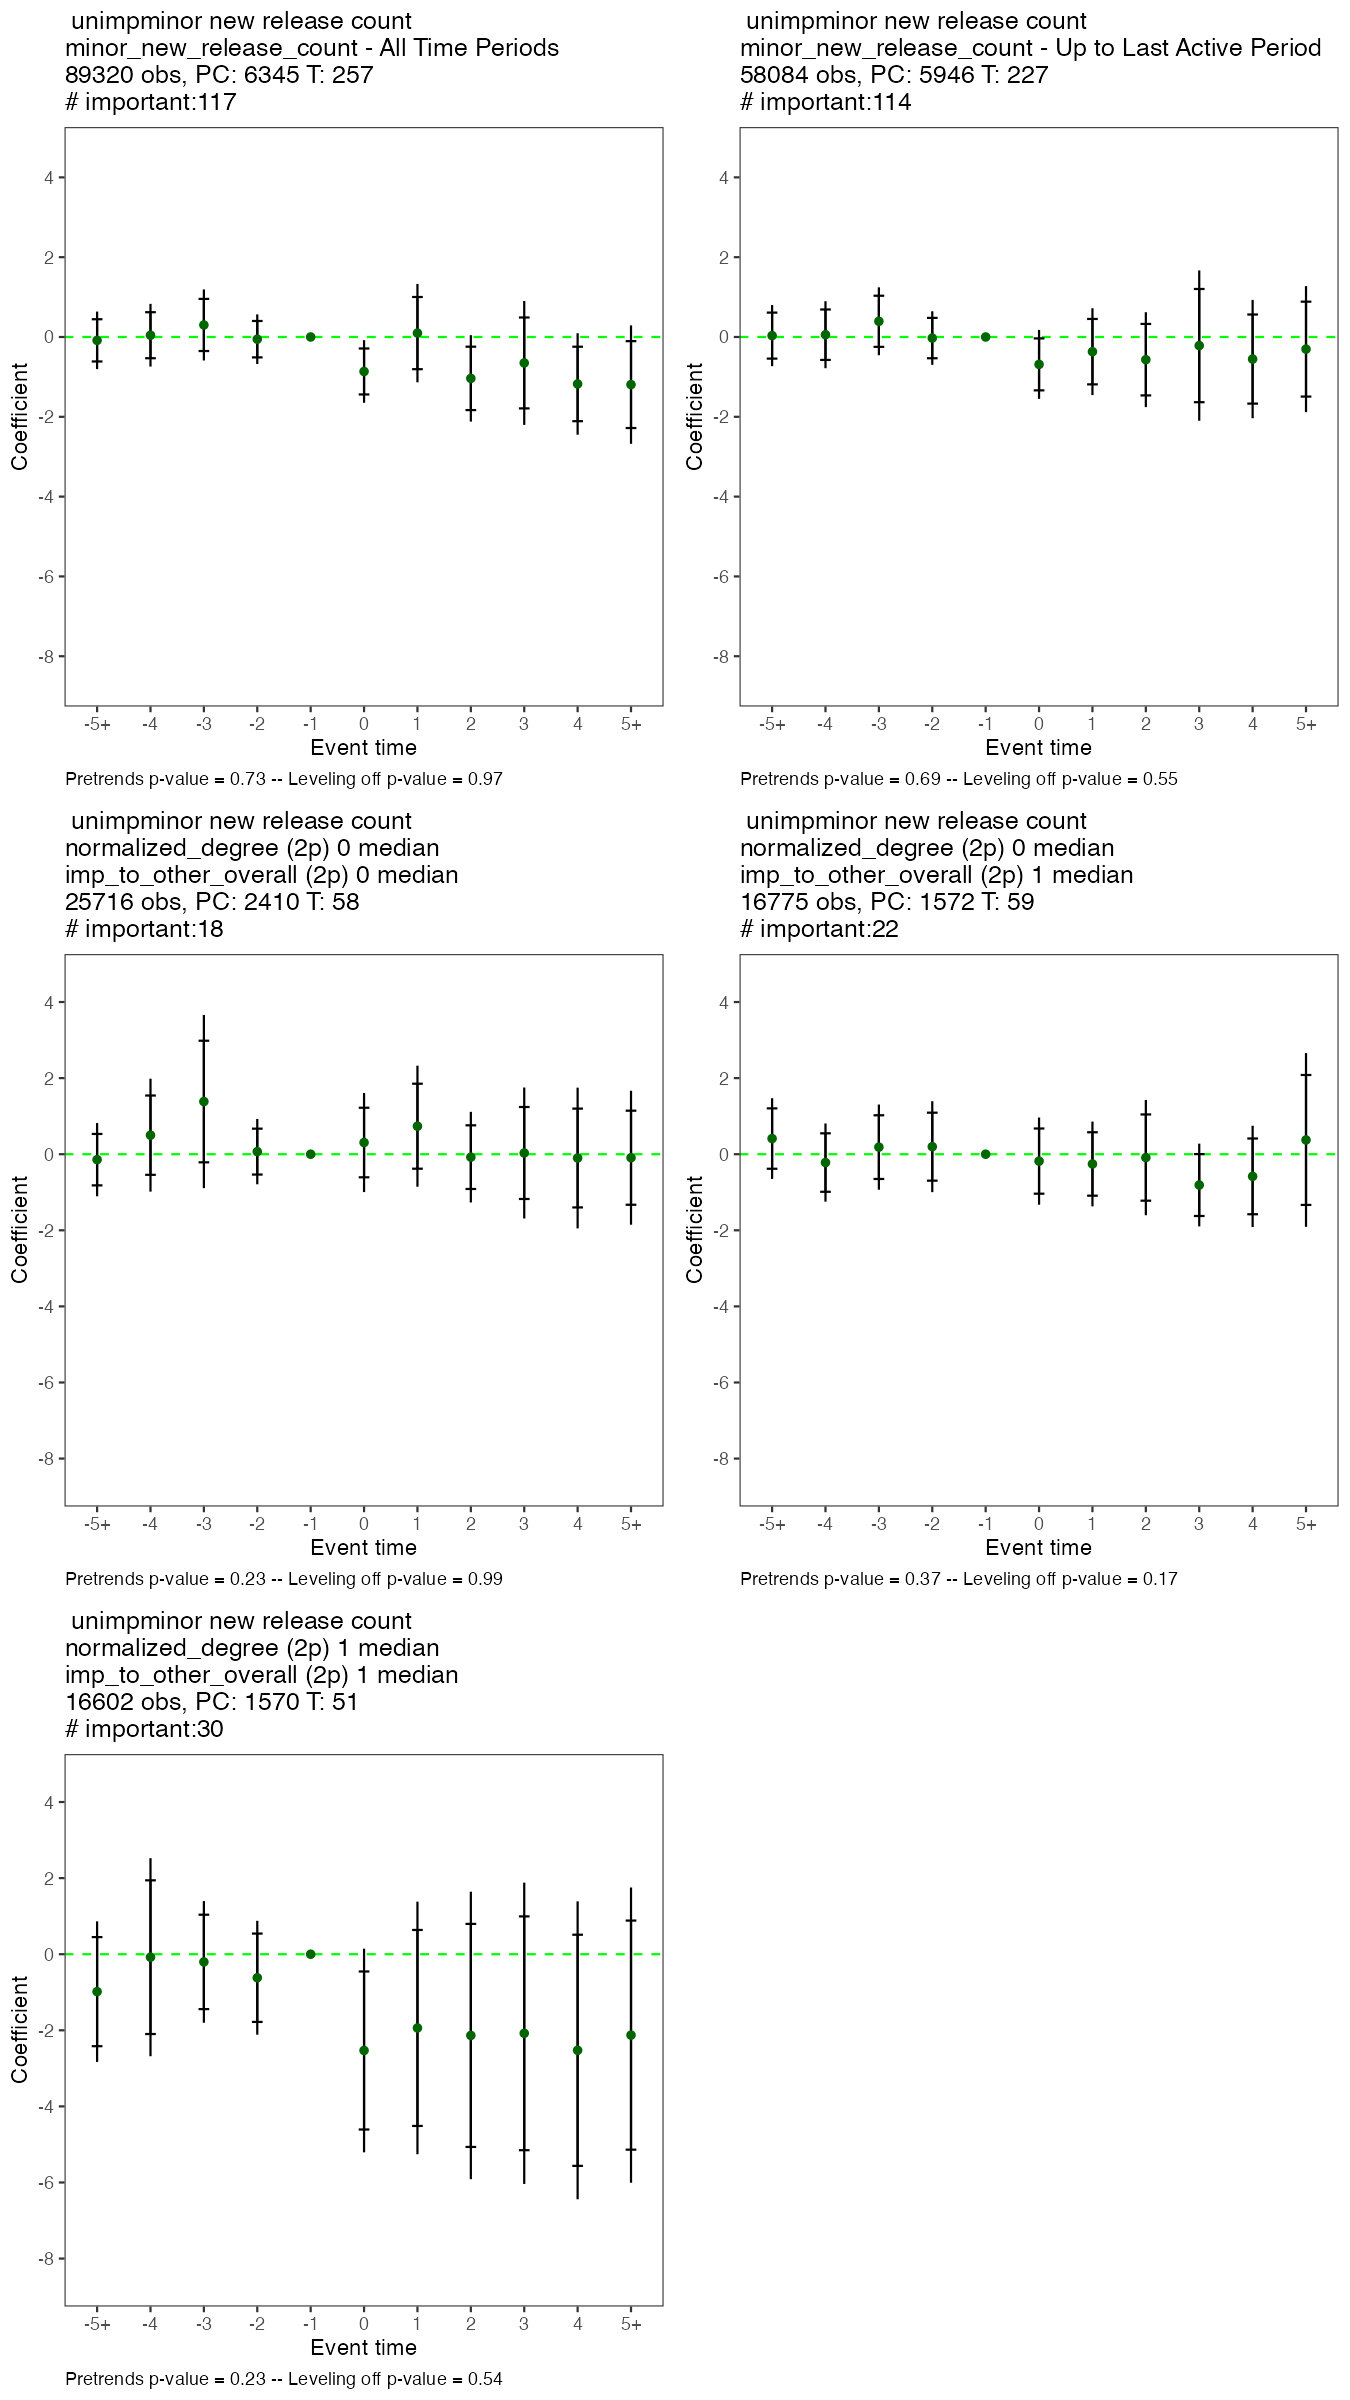 unimpminor new release count
minor_new_release_count - All Time Periods
89320 obs, PC: 6345 T: 257
# important:117
4
2
0
-2
-4
-6
-8
Coefficient
-5+ -4 -3 -2 -1 0 1 2 3 4 5+
Event time
Pretrends p-value = 0.73 -- Leveling off p-value = 0.97
unimpminor new release count
minor_new_release_count - Up to Last Active Period
58084 obs, PC: 5946 T: 227
# important:114
4
2
0
-2
-4
-6
-8
Coefficient
-5+ -4 -3 -2 -1 0 1 2 3 4 5+
Event time
Pretrends p-value = 0.69 -- Leveling off p-value = 0.55
unimpminor new release count
normalized_degree (2p) 0 median
imp_to_other_overall (2p) 0 median
25716 obs, PC: 2410 T: 58
# important:18
4
2
0
-2
-4
-6
-8
Coefficient
-5+ -4 -3 -2 -1 0 1 2 3 4 5+
Event time
Pretrends p-value = 0.23 -- Leveling off p-value = 0.99
unimpminor new release count
normalized_degree (2p) 0 median
imp_to_other_overall (2p) 1 median
16775 obs, PC: 1572 T: 59
# important:22
4
2
0
-2
-4
-6
-8
Coefficient
-5+ -4 -3 -2 -1 0 1 2 3 4 5+
Event time
Pretrends p-value = 0.37 -- Leveling off p-value = 0.17
unimpminor new release count
normalized_degree (2p) 1 median
imp_to_other_overall (2p) 1 median
16602 obs, PC: 1570 T: 51
# important:30
4
2
0
-2
-4
-6
-8
Coefficient
-5+ -4 -3 -2 -1 0 1 2 3 4 5+
Event time
Pretrends p-value = 0.23 -- Leveling off p-value = 0.54